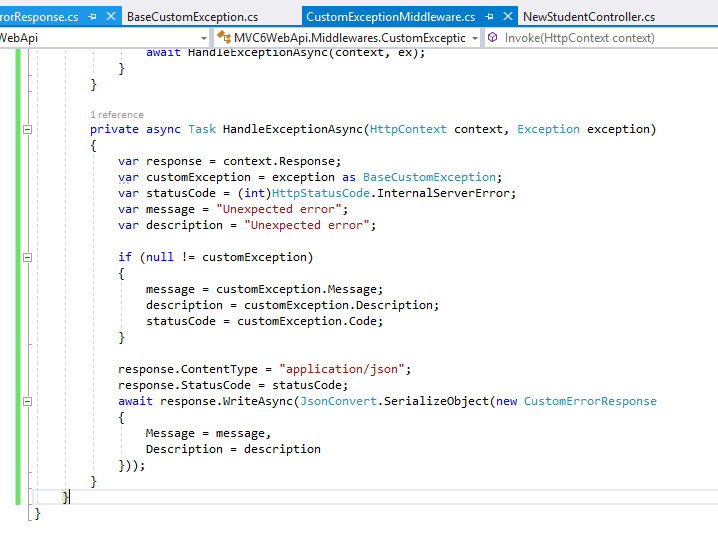 rorResponse.cs
BaseCustomException.cs
CustomExceptionMiddleware.cs
NewStudentController.cs
WebApi
MVC6WebApi.Middlewares.CustomExceptic
Invoke(HttpContext context)
await HandleExceptionAsync(context, ex);
}
}
1 reference
private async Task HandleExceptionAsync(HttpContext context, Exception exception)
{
var response = context.Response;
var customException = exception as BaseCustomException;
var statusCode = (int)HttpStatusCode.InternalServerError;
var message = "Unexpected error";
var description = "Unexpected error";
if (null != customException)
{
message = customException.Message;
description = customException.Description;
statusCode = customException.Code;
}
response.ContentType = "application/json";
response.StatusCode = statusCode;
await response.WriteAsync(JsonConvert.SerializeObject(new CustomErrorResponse
{
Message = message,
Description = description
}));
}
}
}